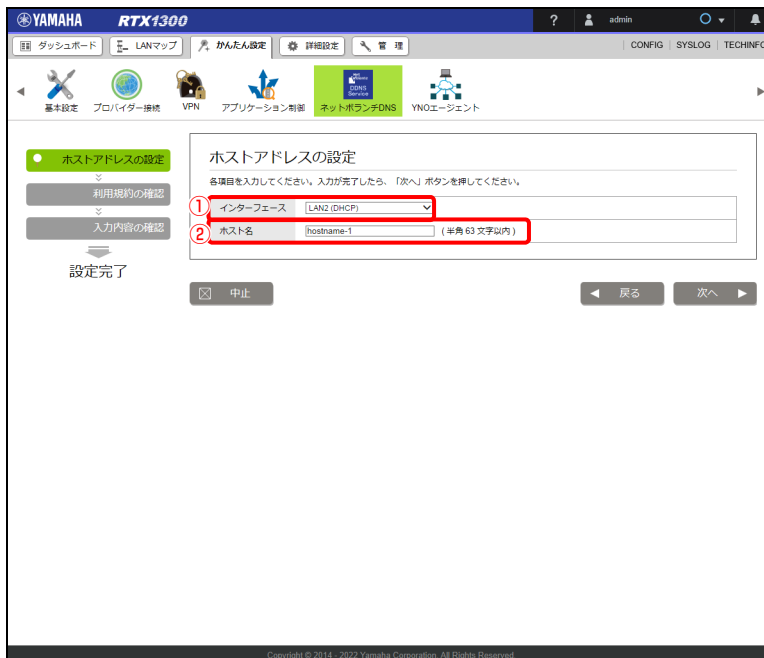 YAMAHA RTX1300 ? admin
ダッシュボード LANマップ かんたん設定 詳細設定 管 理 CONFIG SYSLOG TECHINFO
基本設定 プロバイダー接続 VPN アプリケーション制御 ネットボランチDNS YNOエージェント
DDNS Service
ホストアドレスの設定
利用規約の確認
入力内容の確認
設定完了
ホストアドレスの設定
各項目を入力してください。入力が完了したら、「次へ」ボタンを押してください。
① インターフェース LAN2 (DHCP)
② ホスト名 hostname-1 ( 半角 63 文字以内 )
中止 戻る 次へ
Copyright © 2014 - 2022 Yamaha Corporation. All Rights Reserved.